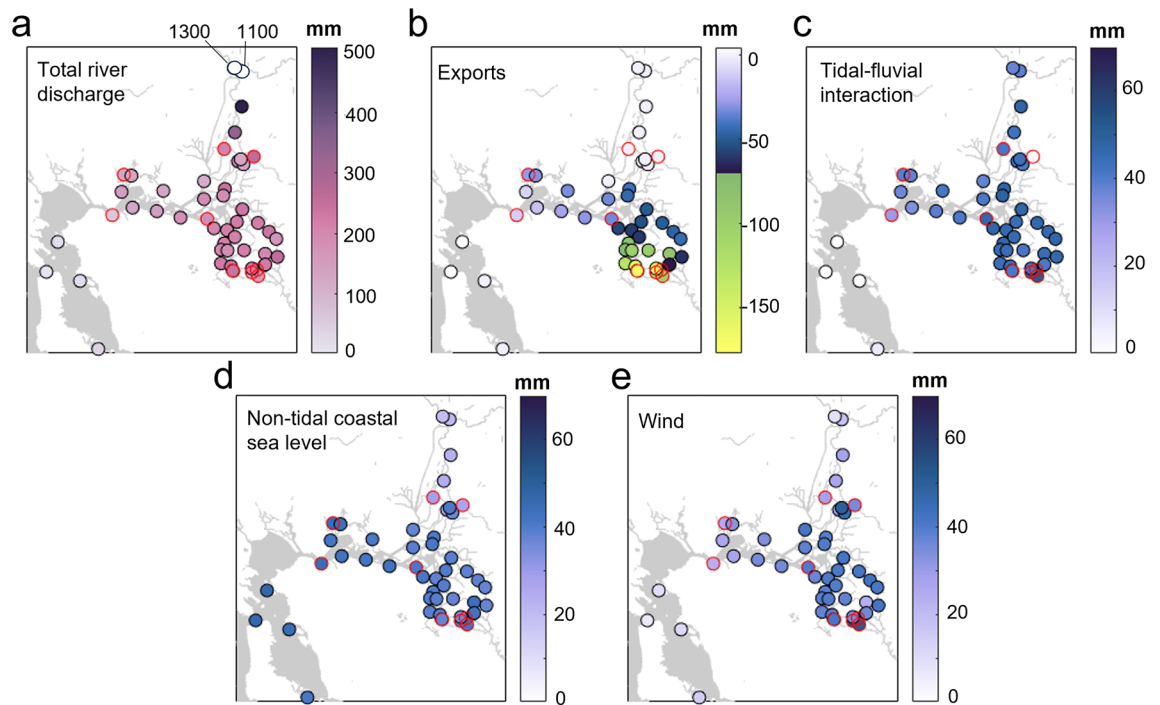 a
1300
1100
mm
Total river
discharge
500
400
300
200
100
0
b
mm
Exports
0
-50
-100
-150
c
mm
Tidal-fluvial
interaction
60
40
20
0
d
mm
Non-tidal coastal
sea level
60
40
20
0
e
mm
Wind
60
40
20
0